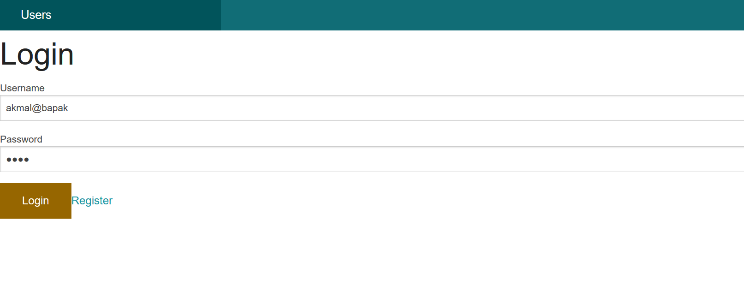 Users
Login
Username
akmal@bapak
Password
••••
Login Register